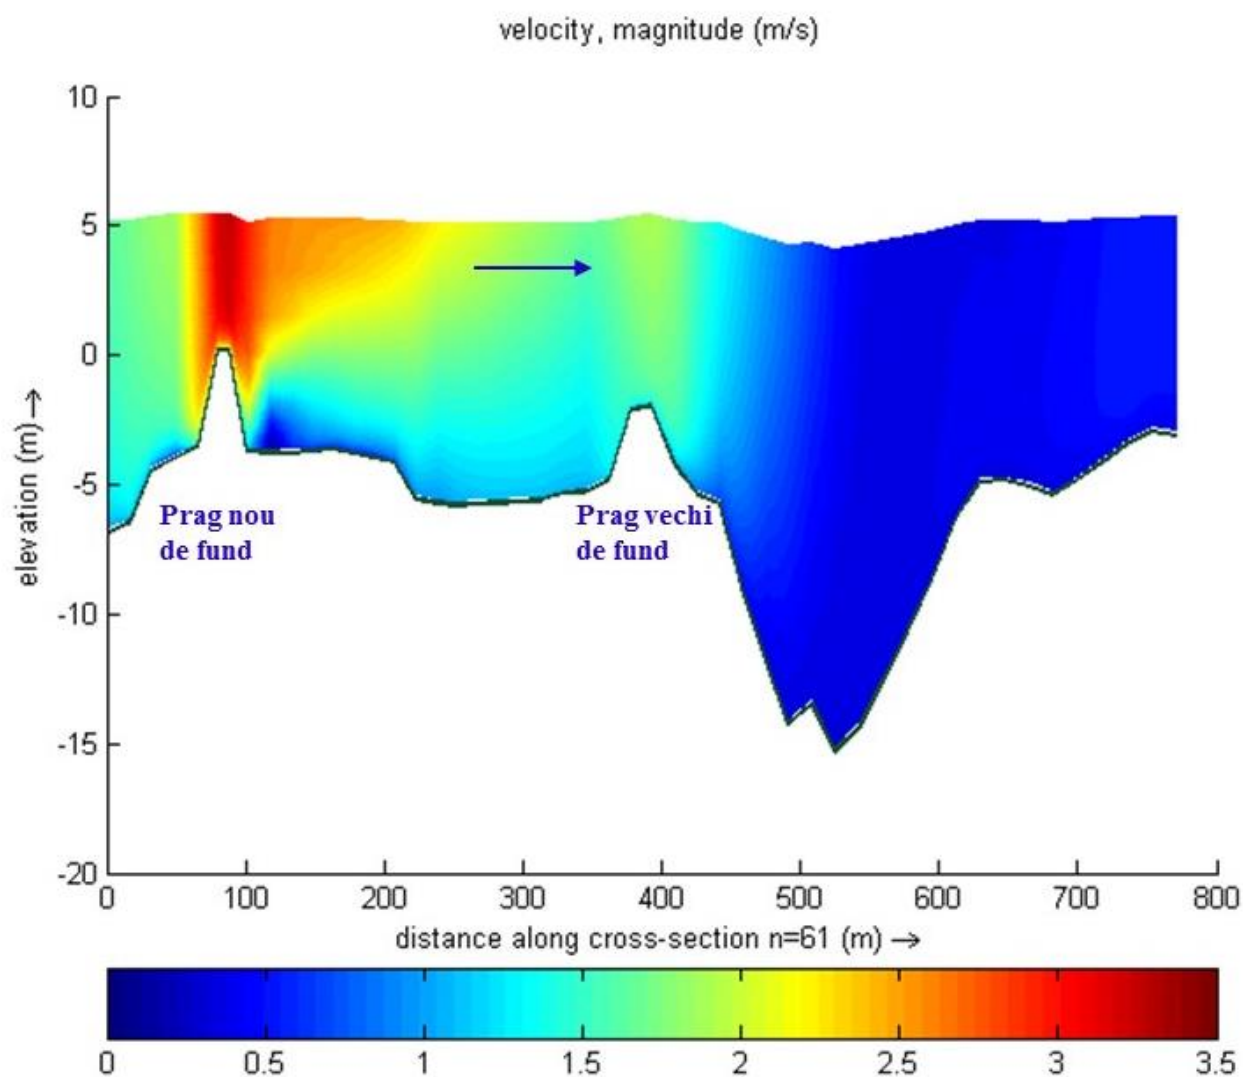 velocity, magnitude (m/s)
10
5
0
-5
-10
-15
-20
elevation (m) →
Prag nou
de fund
Prag vechi
de fund
0 100 200 300 400 500 600 700 800
distance along cross-section n=61 (m) →
0 0.5 1 1.5 2 2.5 3 3.5